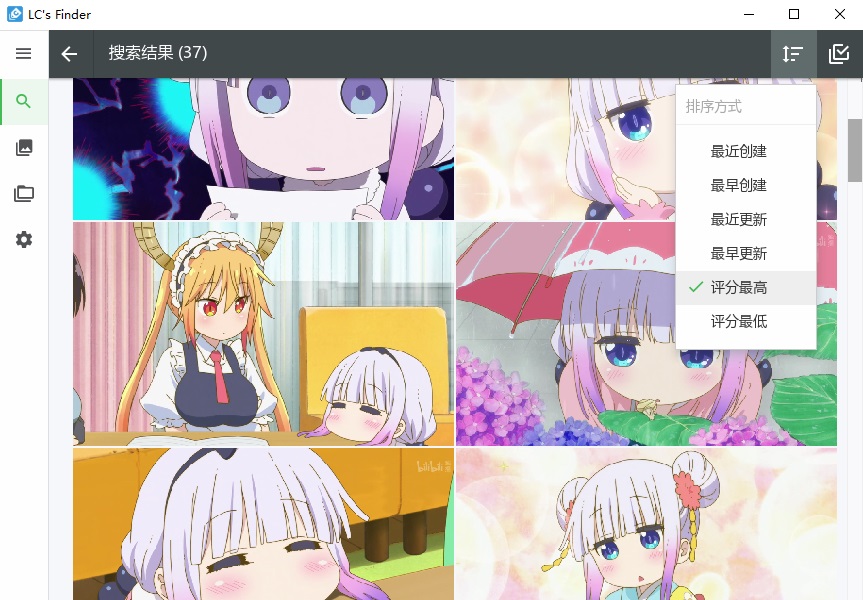 LC's Finder
搜索结果 (37)
排序方式
最近创建
最早创建
最近更新
最早更新
评分最高
评分最低
bilibili